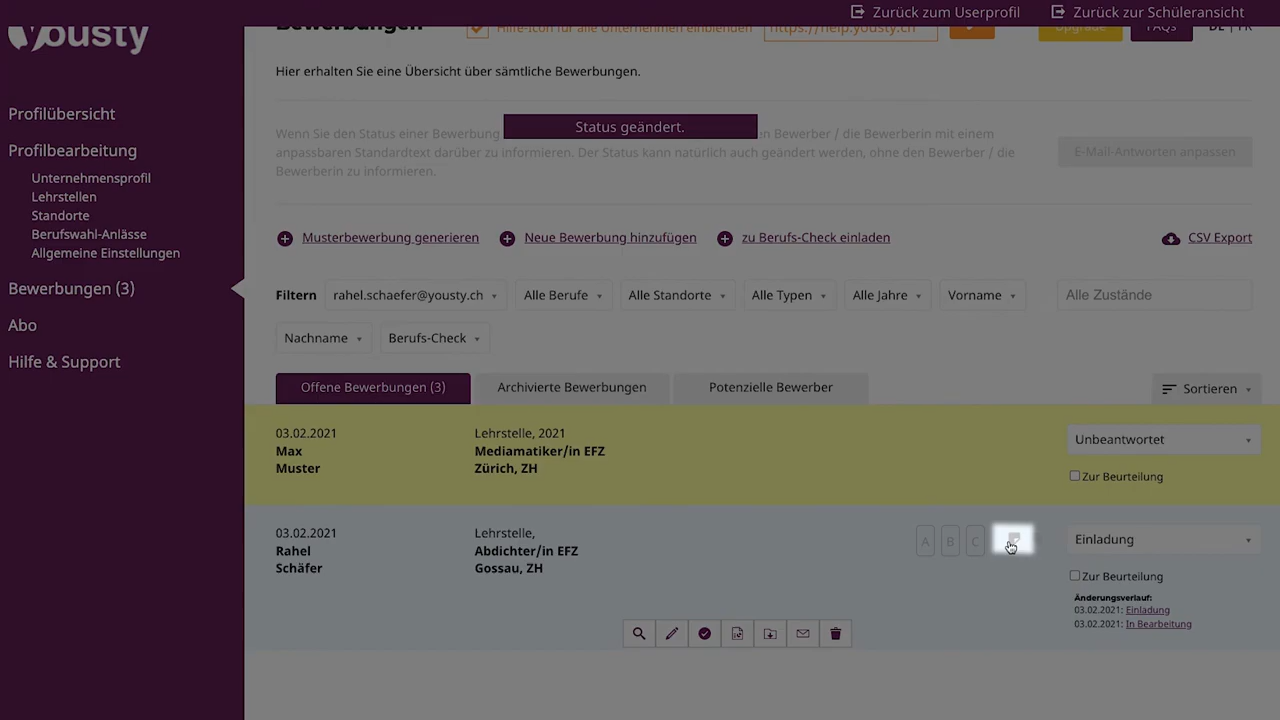 Zurück zum Userprofil
Zurück zur Schüleransicht
yousty
Bewerbungen
Hilfe-Icon für alle Unternehmen einblenden
https://help.yousty.ch
Upgrade
FAQs
DE | FR
Hier erhalten Sie eine Übersicht über sämtliche Bewerbungen.
Profilübersicht
Profilbearbeitung
Unternehmensprofil
Lehrstellen
Standorte
Berufswahl-Anlässe
Allgemeine Einstellungen
Bewerbungen (3)
Abo
Hilfe & Support
Status geändert.
Wenn Sie den Status einer Bewerbung en Bewerber / die Bewerberin mit einem
anpassbaren Standardtext darüber zu informieren. Der Status kann natürlich auch geändert werden, ohne den Bewerber / die
Bewerberin zu informieren.
E-Mail-Antworten anpassen
Musterbewerbung generieren
Neue Bewerbung hinzufügen
zu Berufs-Check einladen
CSV Export
Filtern
rahel.schaefer@yousty.ch
Alle Berufe
Alle Standorte
Alle Typen
Alle Jahre
Vorname
Alle Zustände
Nachname
Berufs-Check
Offene Bewerbungen (3)
Archivierte Bewerbungen
Potenzielle Bewerber
Sortieren
03.02.2021
Max
Muster
Lehrstelle, 2021
Mediamatiker/in EFZ
Zürich, ZH
Unbeantwortet
Zur Beurteilung
03.02.2021
Rahel
Schäfer
Lehrstelle,
Abdichter/in EFZ
Gossau, ZH
A
B
C
Einladung
Zur Beurteilung
Änderungsverlauf:
03.02.2021: Einladung
03.02.2021: In Bearbeitung